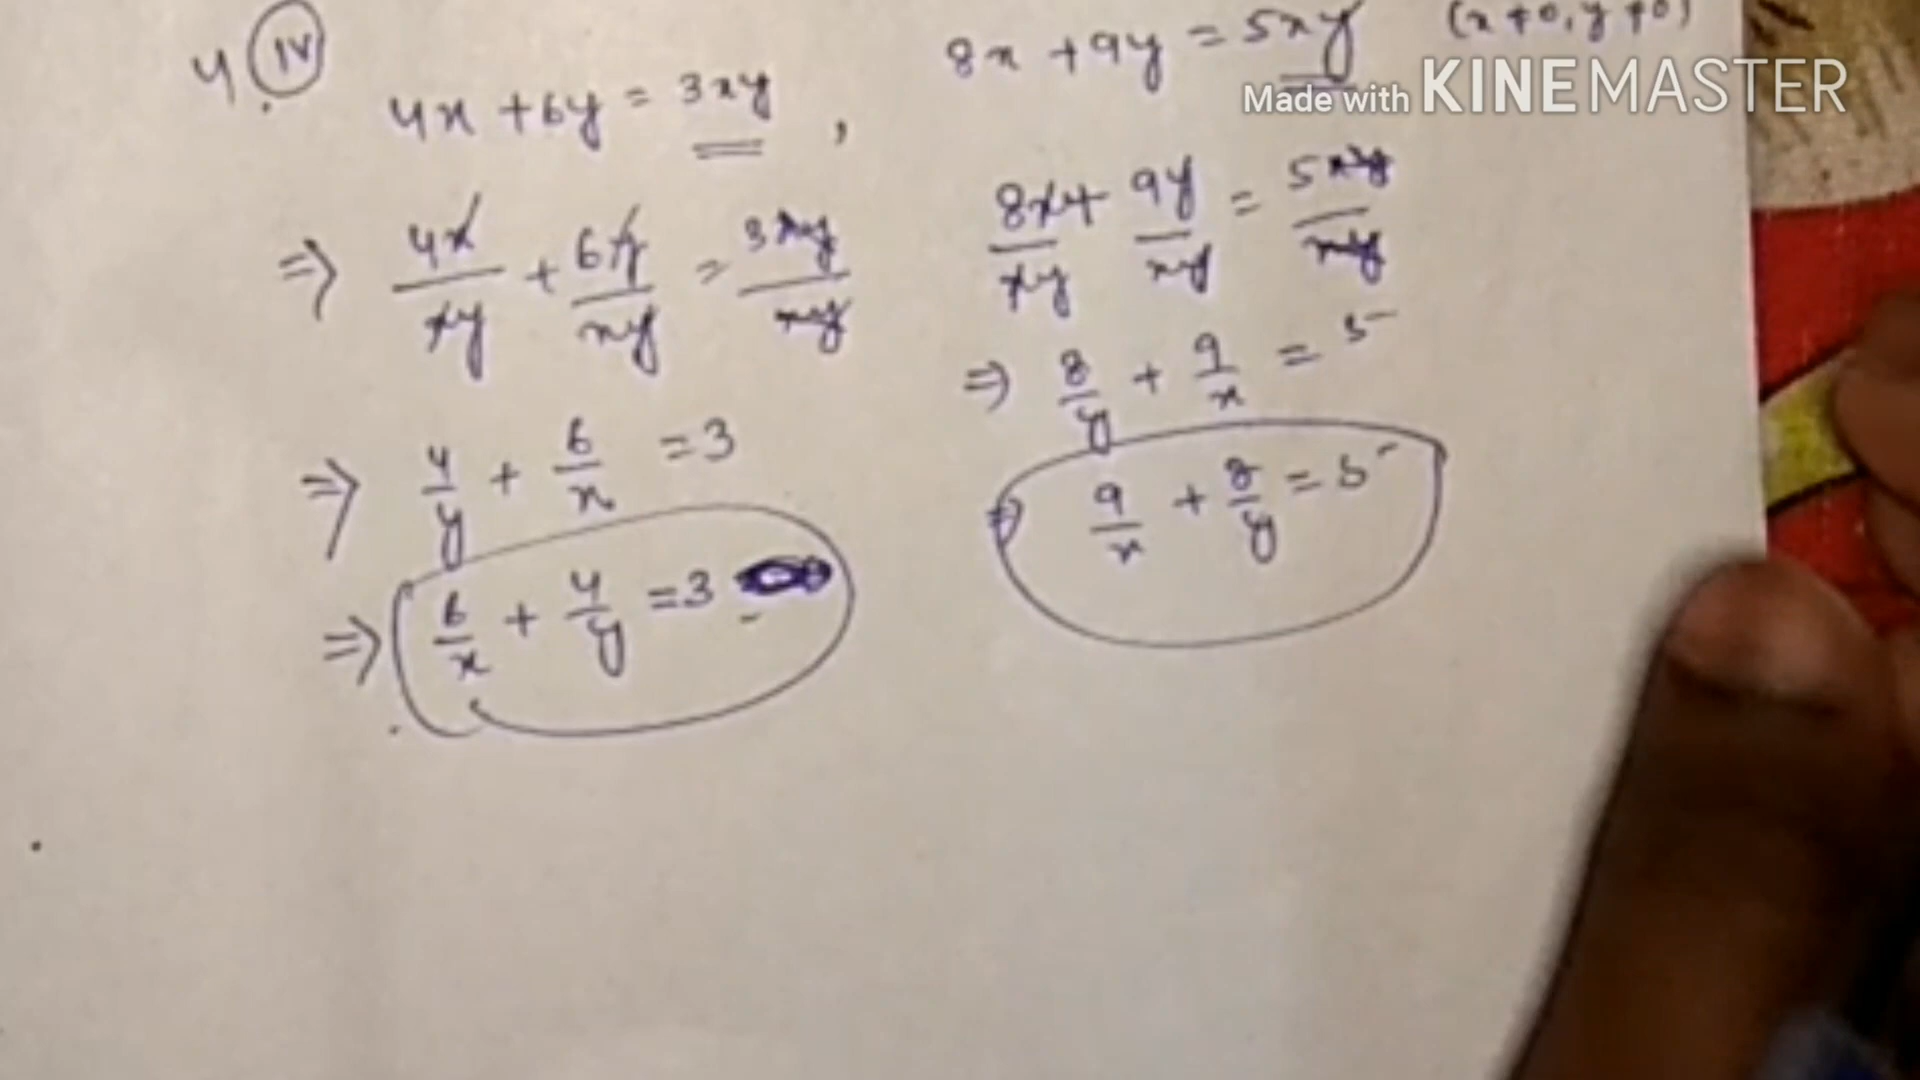 4 (IV)
4x + 6y = 3xy , 8x + 9y = 5xy (x ≠ 0, y ≠ 0)
Made with KINEMASTER
⇒ 4x/xy + 6y/xy = 3xy/xy 8x/xy + 9y/xy = 5xy/xy
⇒ 4/y + 6/x = 3 ⇒ 8/y + 9/x = 5
⇒ 6/x + 4/y = 3 ⇒ 9/x + 8/y = 5